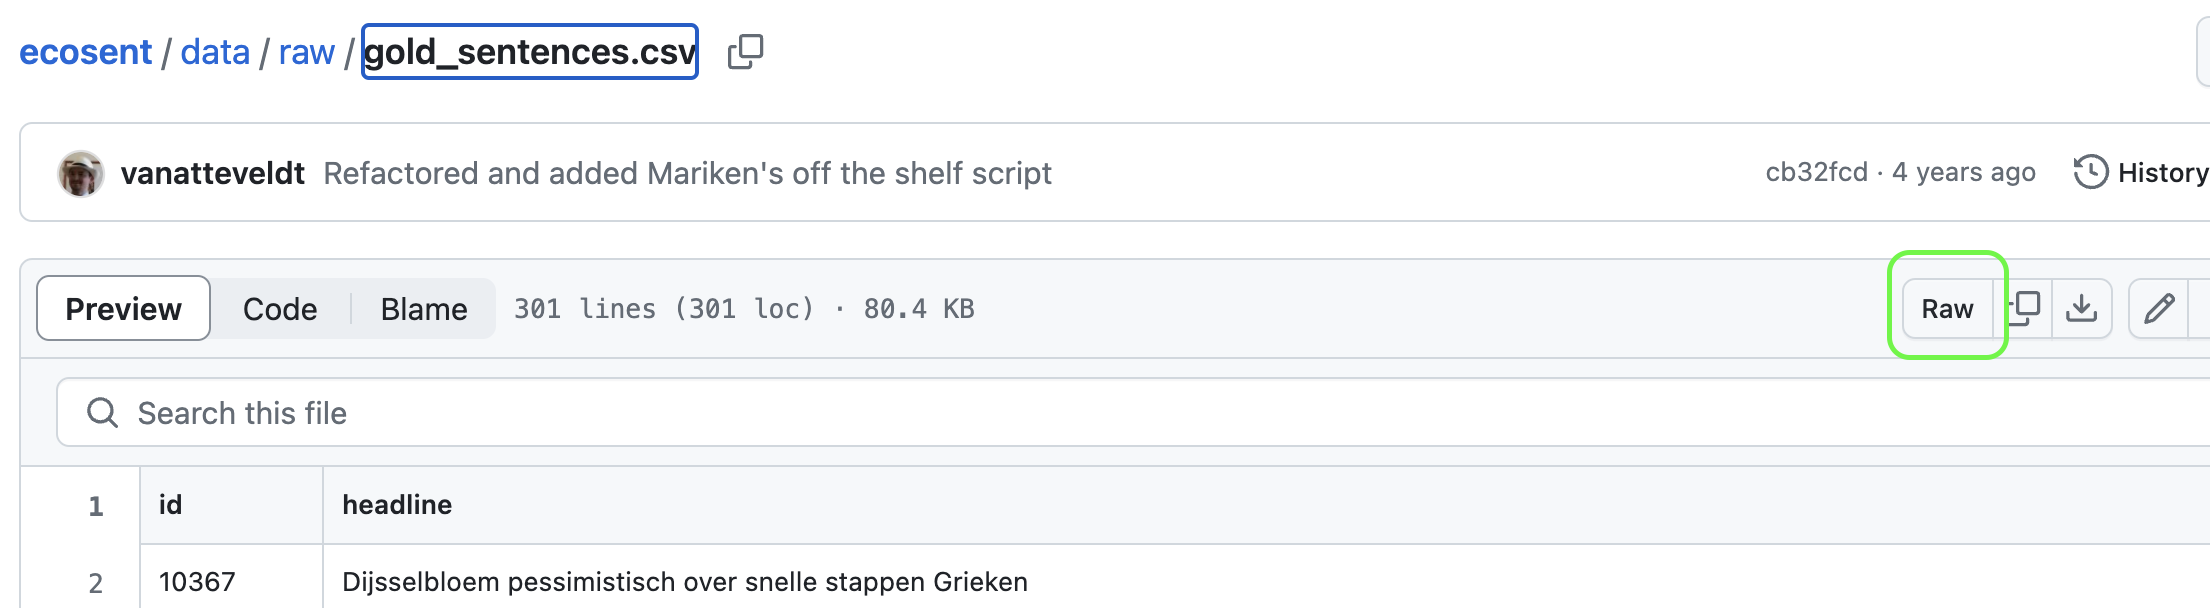 ecosent / data / raw / gold_sentences.csv
vanatteveldt Refactored and added Mariken's off the shelf script cb32fcd · 4 years ago History
Preview Code Blame 301 lines (301 loc) · 80.4 KB Raw
Search this file
1 id headline
2 10367 Dijsselbloem pessimistisch over snelle stappen Grieken